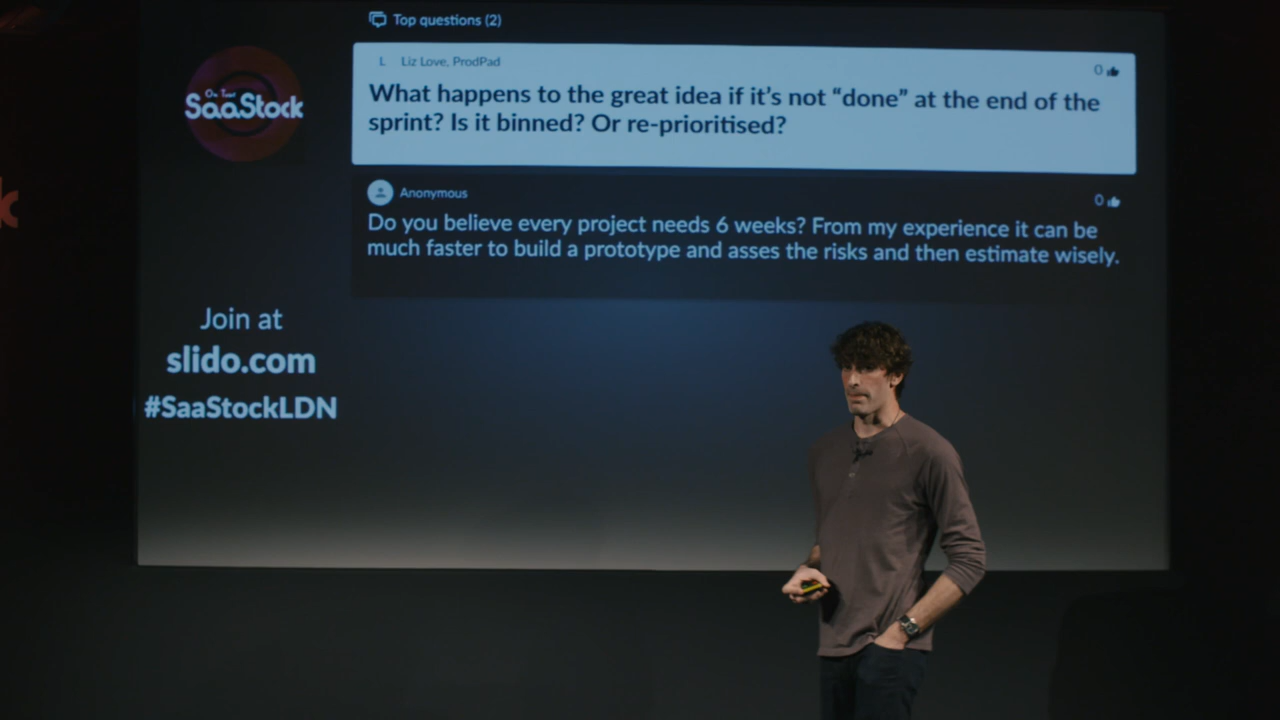 Top questions (2)
L Liz Love, ProdPad
0
What happens to the great idea if it's not “done” at the end of the
sprint? Is it binned? Or re-prioritised?
Anonymous
0
Do you believe every project needs 6 weeks? From my experience it can be
much faster to build a prototype and asses the risks and then estimate wisely.
On Tour
SaaStock
Join at
slido.com
#SaaStockLDN